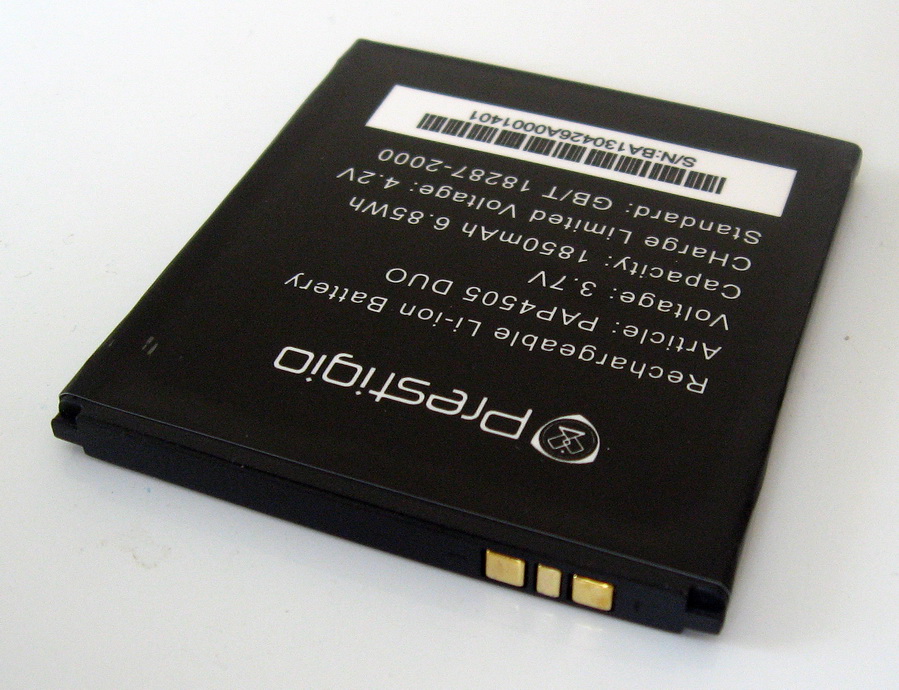 Prestigio
Rechargeable Li-ion Battery
Article: PAP4505 DUO
Voltage: 3.7V
Capacity: 1850mAh 6.85Wh
CHarge Limited Voltage: 4.2V
Standard: GB/T 18287-2000
S/N:BA130426A0001401